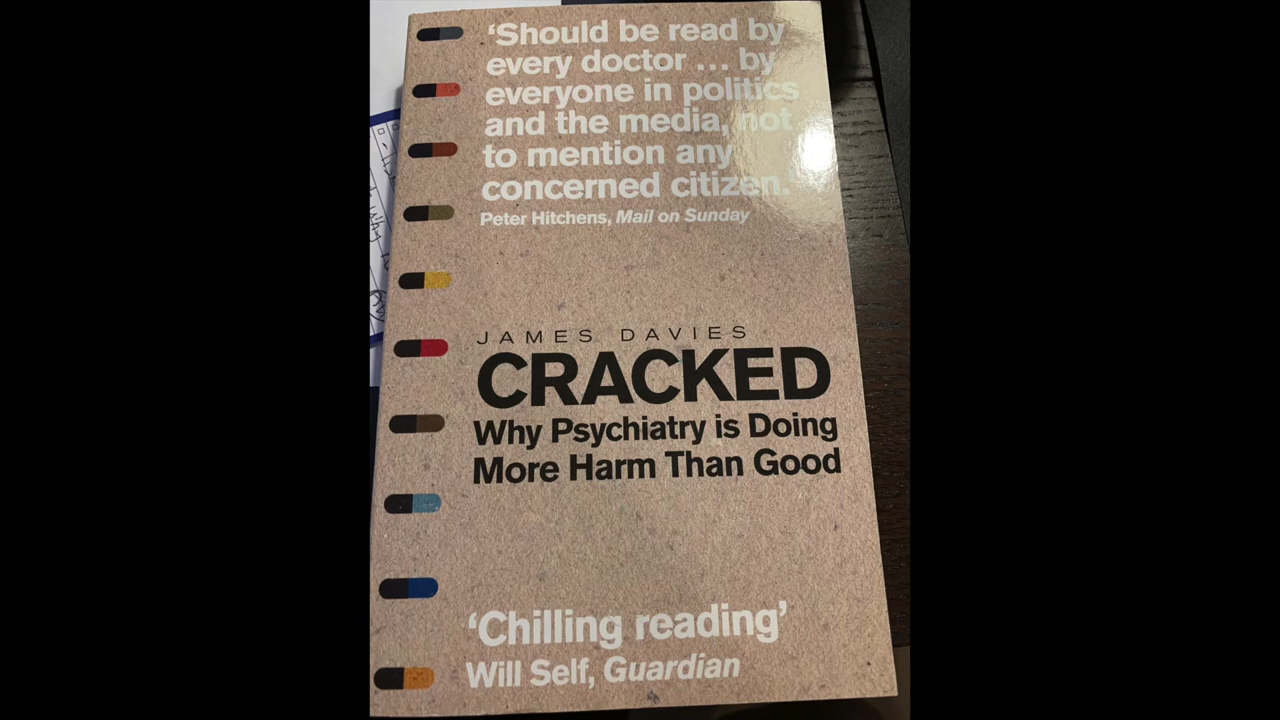 ‘Should be read by
every doctor ... by
everyone in politics
and the media, not
to mention any
concerned citizen.’
Peter Hitchens, Mail on Sunday
JAMES DAVIES
CRACKED
Why Psychiatry is Doing
More Harm Than Good
‘Chilling reading’
Will Self, Guardian